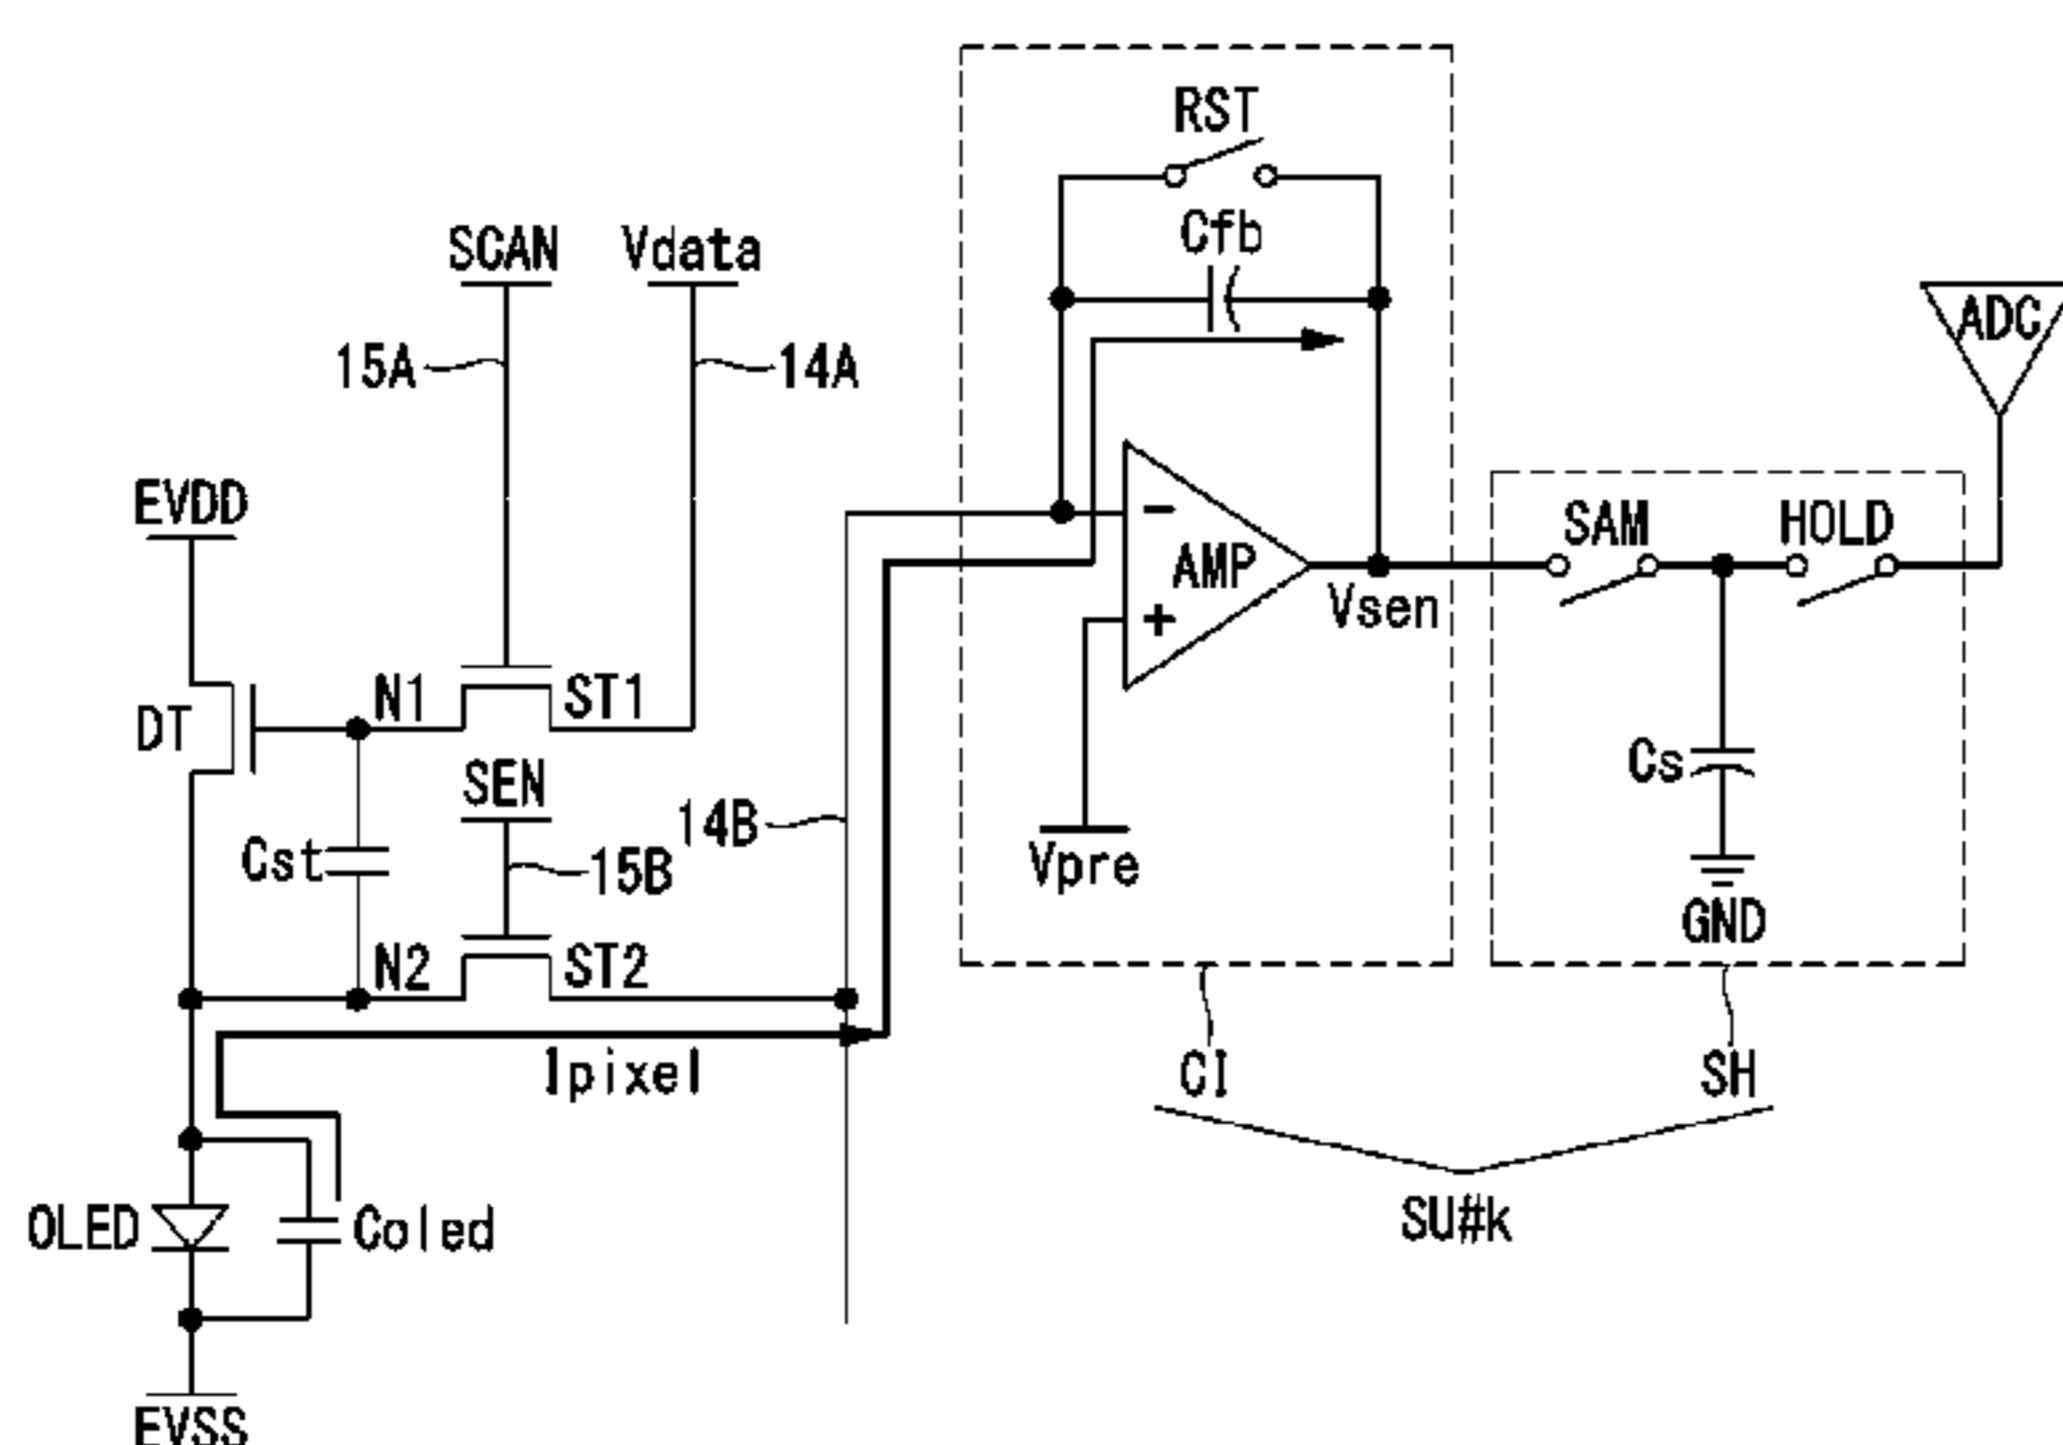 RST
Cfb
SCAN
Vdata
ADC
15A
14A
EVDD
SAM
HOLD
−
AMP
+
Vsen
N1
ST1
DT
SEN
Cs
14B
Cst
15B
Vpre
GND
N2
ST2
Ipixel
CI
SH
OLED
Coled
SU#k
EVSS